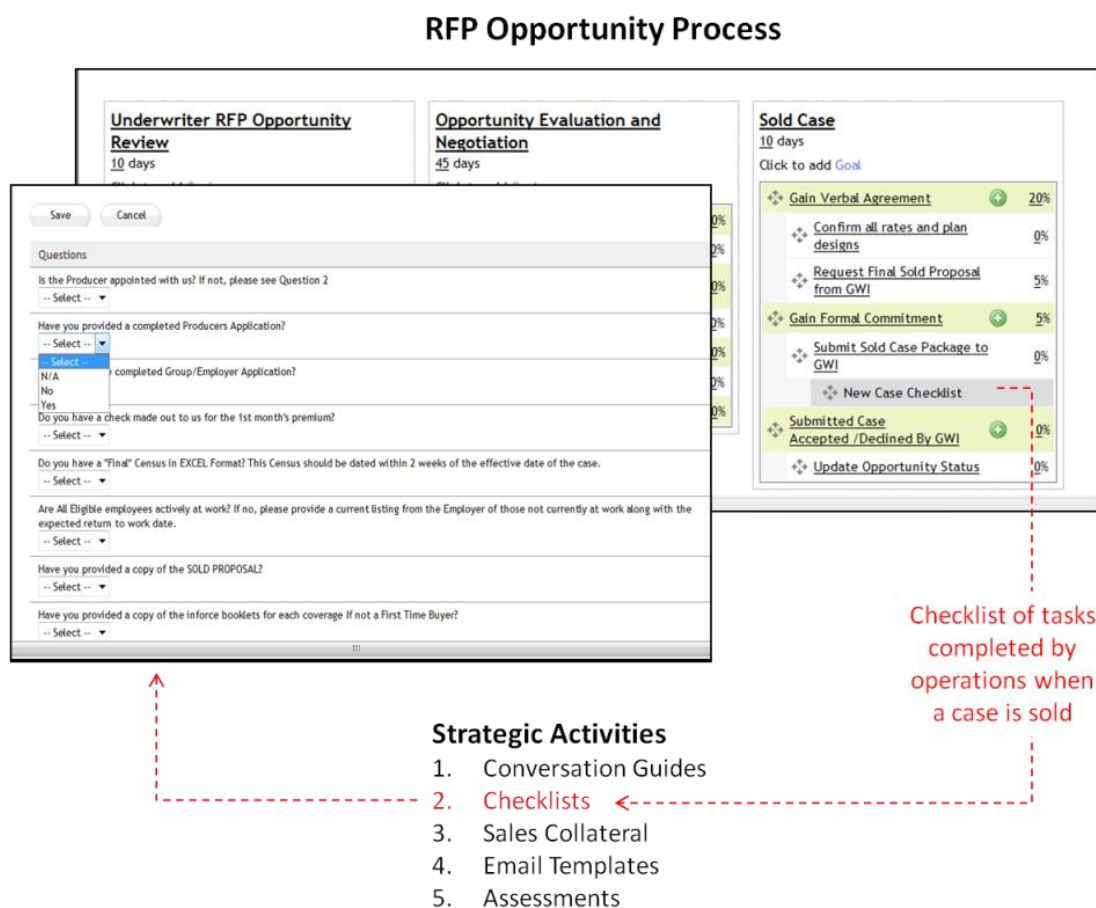 RFP Opportunity Process
Underwriter RFP Opportunity
Review
10 days
Opportunity Evaluation and
Negotiation
45 days
Sold Case
10 days
Click to add Goal
Gain Verbal Agreement 20%
Confirm all rates and plan
designs 0%
Request Final Sold Proposal
from GWI 5%
Gain Formal Commitment 5%
Submit Sold Case Package to
GWI 0%
New Case Checklist
Submitted Case
Accepted /Declined By GWI 0%
Update Opportunity Status 0%
0%
0%
0%
0%
0%
0%
0%
Save Cancel
Questions
Is the Producer appointed with us? If not, please see Question 2
-- Select --
Have you provided a completed Producers Application?
-- Select --
-- Select --
N/A
No
Yes
completed Group/Employer Application?
Do you have a check made out to us for the 1st month's premium?
-- Select --
Do you have a "Final" Census in EXCEL Format? This Census should be dated within 2 weeks of the effective date of the case.
-- Select --
Are All Eligible employees actively at work? If no, please provide a current listing from the Employer of those not currently at work along with the
expected return to work date.
-- Select --
Have you provided a copy of the SOLD PROPOSAL?
-- Select --
Have you provided a copy of the inforce booklets for each coverage If not a First Time Buyer?
-- Select --
Checklist of tasks
completed by
operations when
a case is sold
Strategic Activities
1. Conversation Guides
2. Checklists
3. Sales Collateral
4. Email Templates
5. Assessments